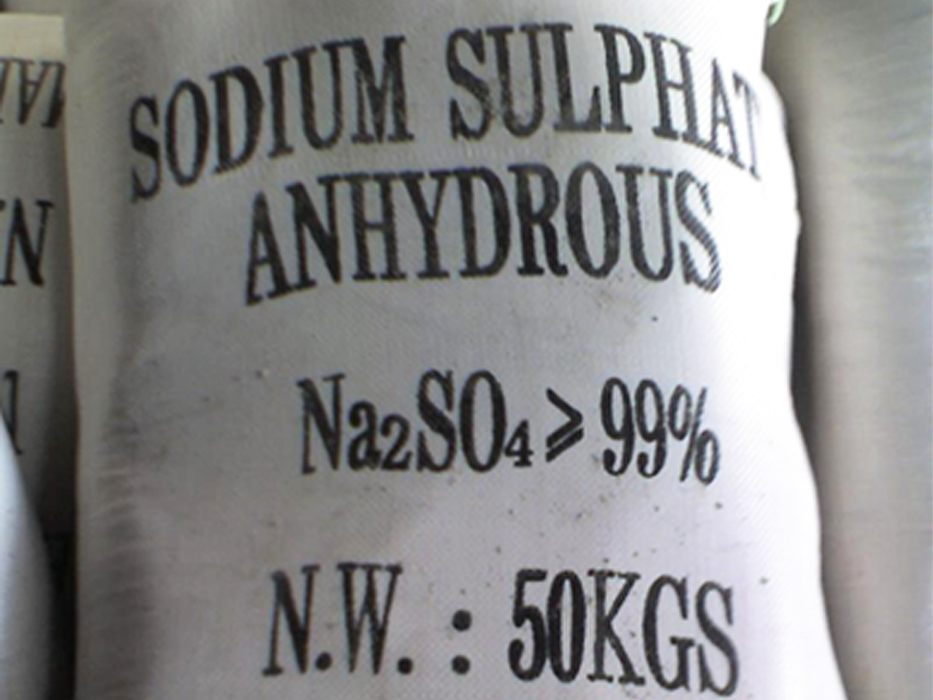 SODIUM SULPHAT
ANHYDROUS
Na₂SO₄ ⩾ 99%
N.W. : 50KGS